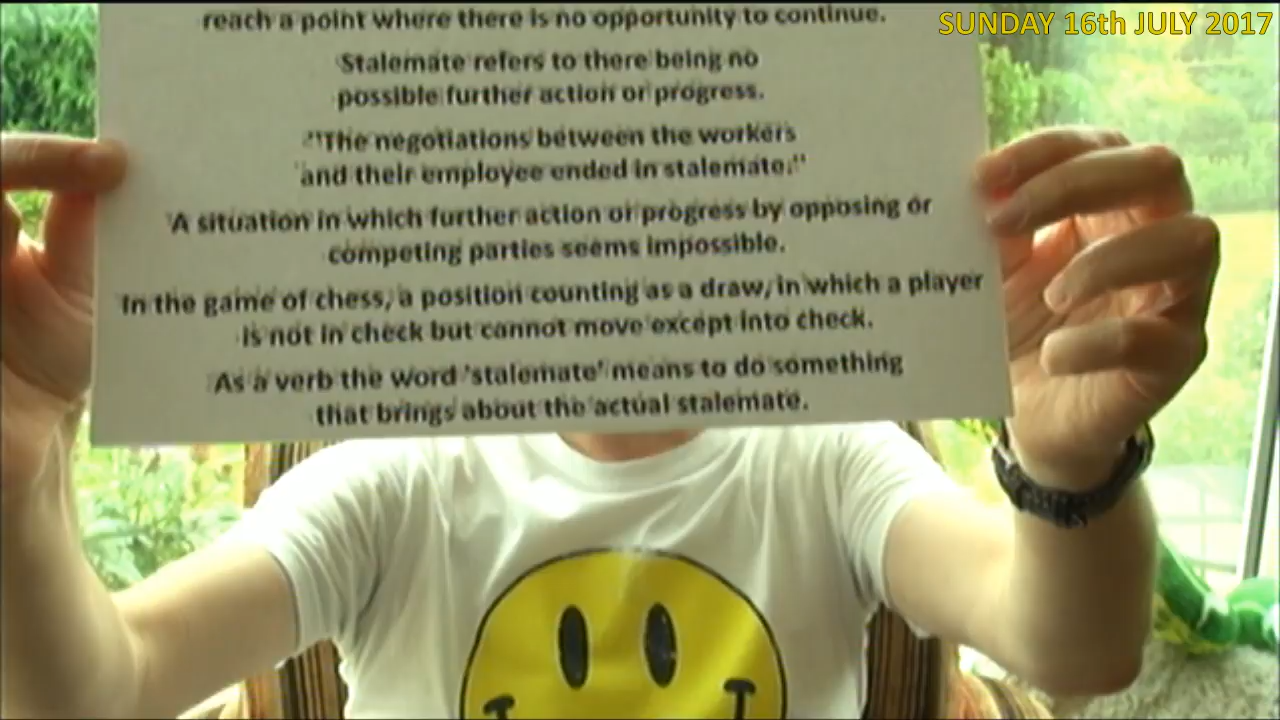 SUNDAY 16th JULY 2017
reach a point where there is no opportunity to continue.
Stalemate refers to there being no
possible further action or progress.
"The negotiations between the workers
and their employee ended in stalemate."
A situation in which further action or progress by opposing or
competing parties seems impossible.
In the game of chess, a position counting as a draw, in which a player
is not in check but cannot move except into check.
As a verb the word 'stalemate' means to do something
that brings about the actual stalemate.